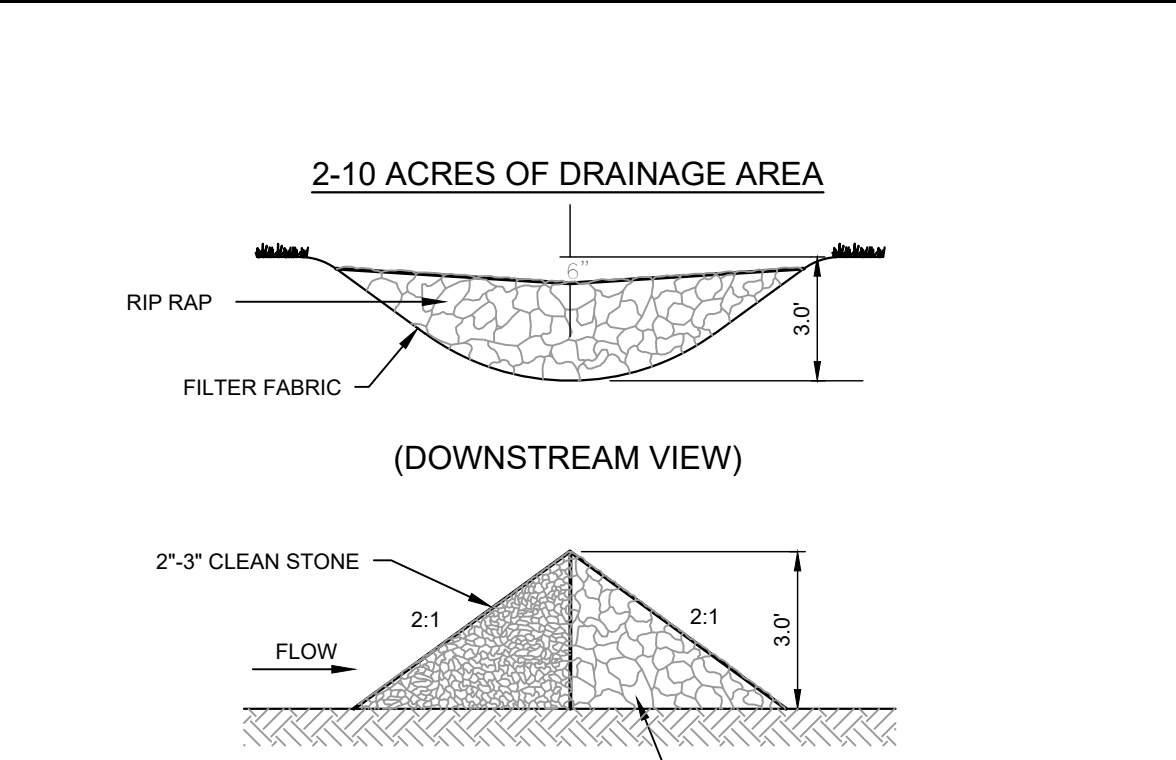 2-10 ACRES OF DRAINAGE AREA
6”
RIP RAP
3.0'
FILTER FABRIC
(DOWNSTREAM VIEW)
2"-3" CLEAN STONE
2:1
2:1
3.0'
FLOW